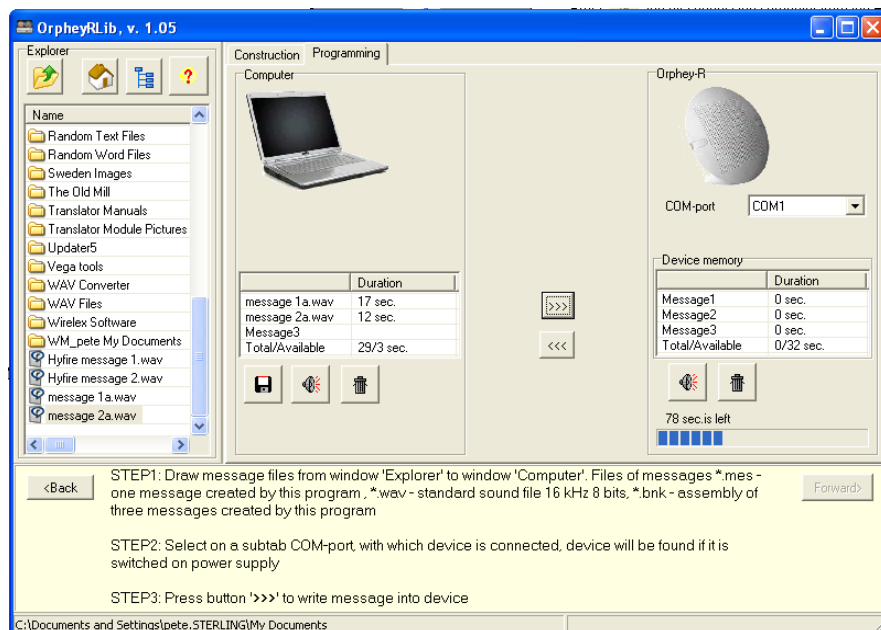 OrpheyRLib, v. 1.05
Explorer
Name
Random Text Files
Random Word Files
Sweden Images
The Old Mill
Translator Manuals
Translator Module Pictures
Updater5
Vega tools
WAV Converter
WAV Files
Wirelex Software
WM_pete My Documents
Hyfire message 1.wav
Hyfire message 2.wav
message 1a.wav
message 2a.wav
Construction Programming
Computer
Duration
message 1a.wav 17 sec.
message 2a.wav 12 sec.
Message3
Total/Available 29/3 sec.
>>>
<<<
Orphey-R
COM-port COM1
Device memory
Duration
Message1 0 sec.
Message2 0 sec.
Message3 0 sec.
Total/Available 0/32 sec.
78 sec.is left
<Back
STEP1: Draw message files from window 'Explorer' to window 'Computer'. Files of messages *.mes -
one message created by this program , *.wav - standard sound file 16 kHz 8 bits, *.bnk - assembly of
three messages created by this program
STEP2: Select on a subtab COM-port, with which device is connected, device will be found if it is
switched on power supply
STEP3: Press button '>>>' to write message into device
Forward>
C:\Documents and Settings\pete.STERLING\My Documents